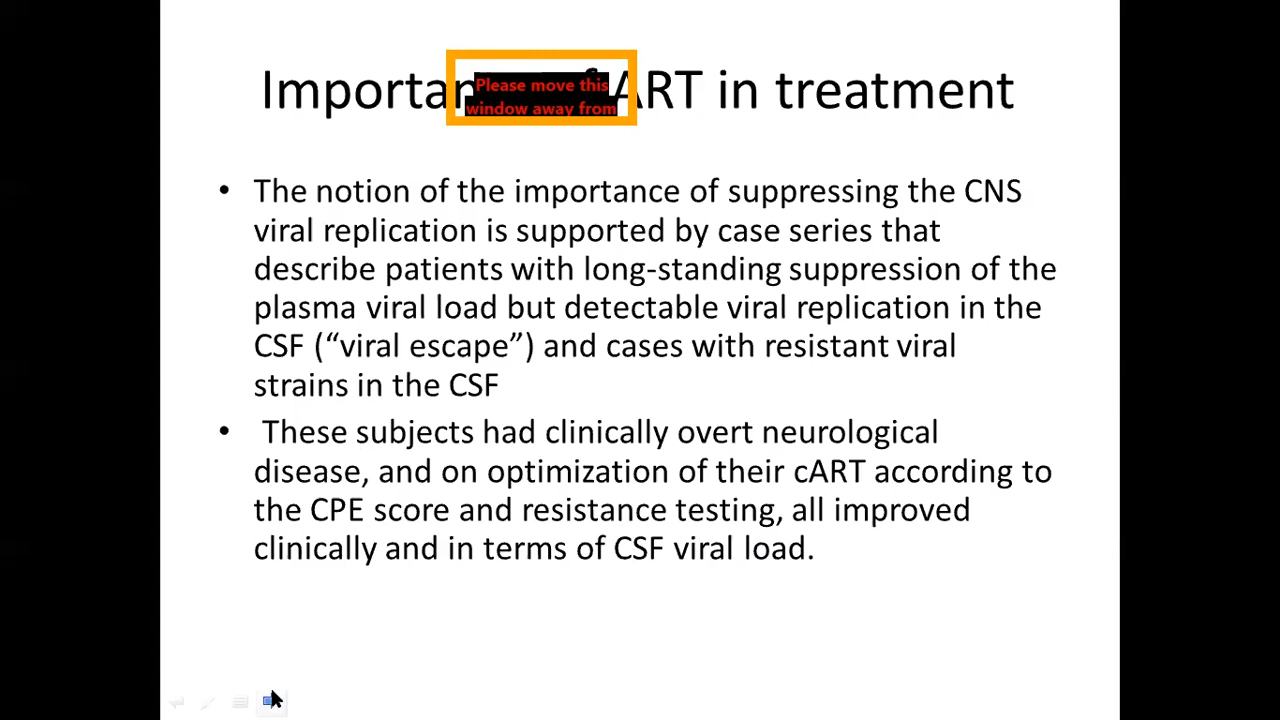 Importan ART in treatment
Please move this
window away from
• The notion of the importance of suppressing the CNS
viral replication is supported by case series that
describe patients with long-standing suppression of the
plasma viral load but detectable viral replication in the
CSF (“viral escape”) and cases with resistant viral
strains in the CSF
• These subjects had clinically overt neurological
disease, and on optimization of their cART according to
the CPE score and resistance testing, all improved
clinically and in terms of CSF viral load.